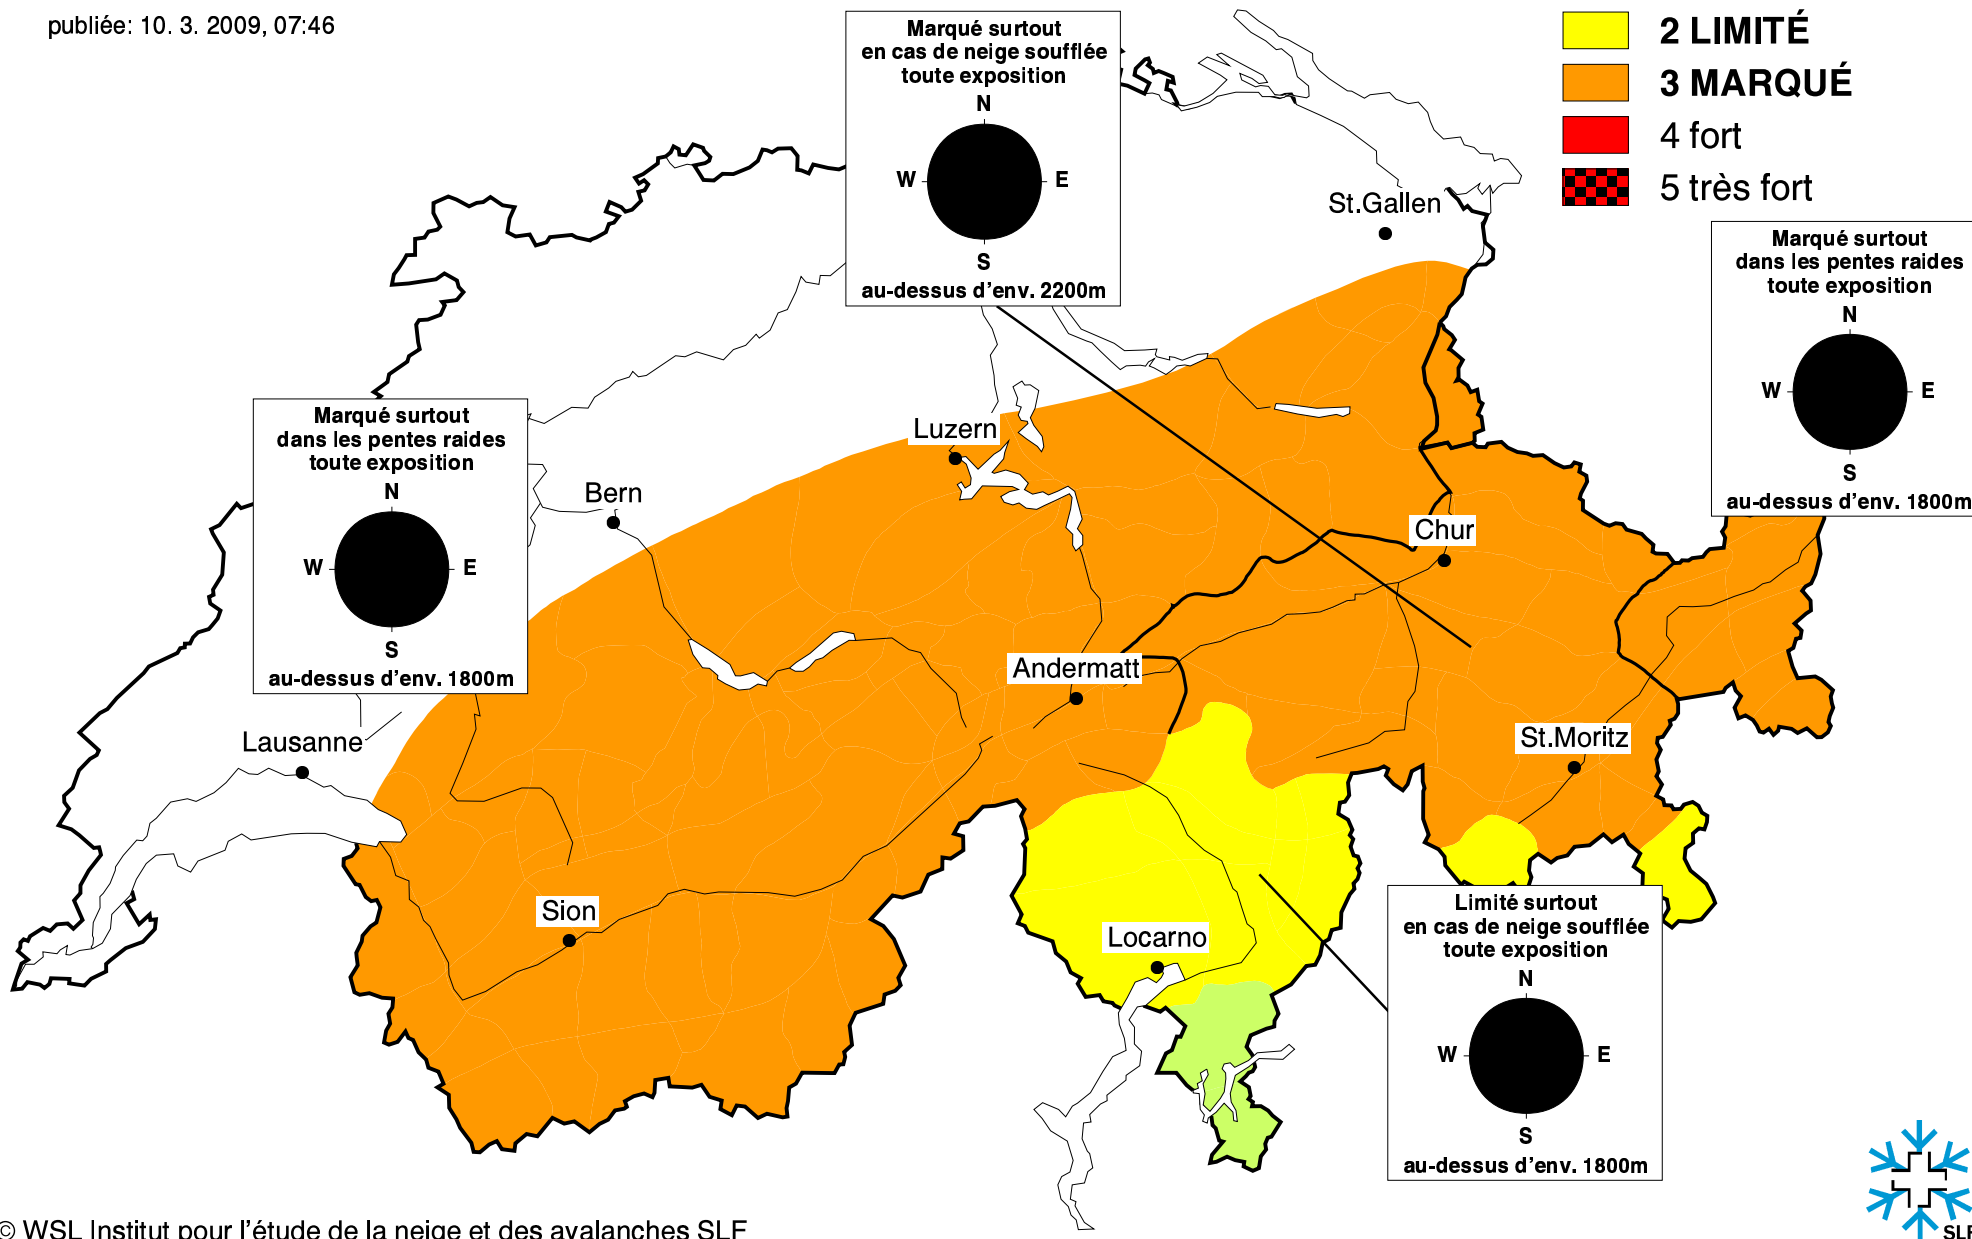 publiée: 10. 3. 2009, 07:46
Marqué surtout
en cas de neige soufflée
toute exposition
N
W
E
S
au-dessus d'env. 2200m
2 LIMITÉ
3 MARQUÉ
4 fort
5 très fort
St.Gallen
Marqué surtout
dans les pentes raides
toute exposition
N
W
E
S
au-dessus d'env. 1800m
Marqué surtout
dans les pentes raides
toute exposition
N
W
E
S
au-dessus d'env. 1800m
Luzern
Bern
Chur
Andermatt
Lausanne
St.Moritz
Sion
Locarno
Limité surtout
en cas de neige soufflée
toute exposition
N
W
E
S
au-dessus d'env. 1800m
© WSL Institut pour l'étude de la neige et des avalanches SLF
SLF